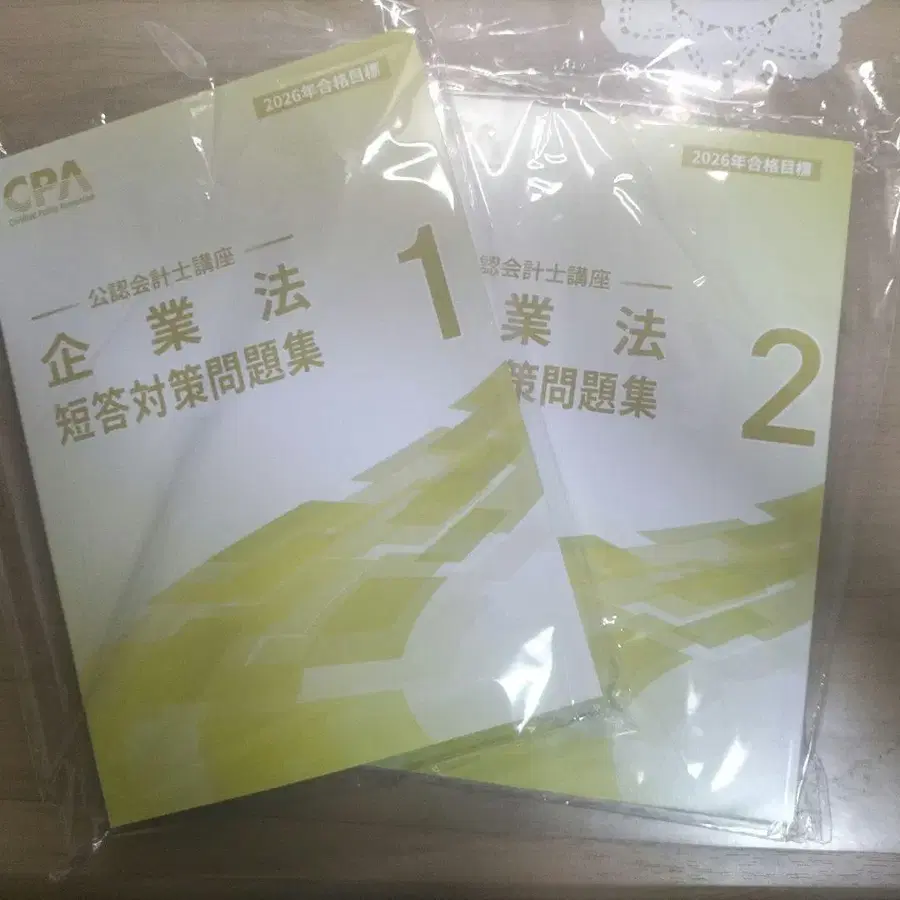 2026年合格目標
CPA
公認会計士講座
企業法
短答対策問題集
1
2026年合格目標
認会計士講座
業法
策問題集
2